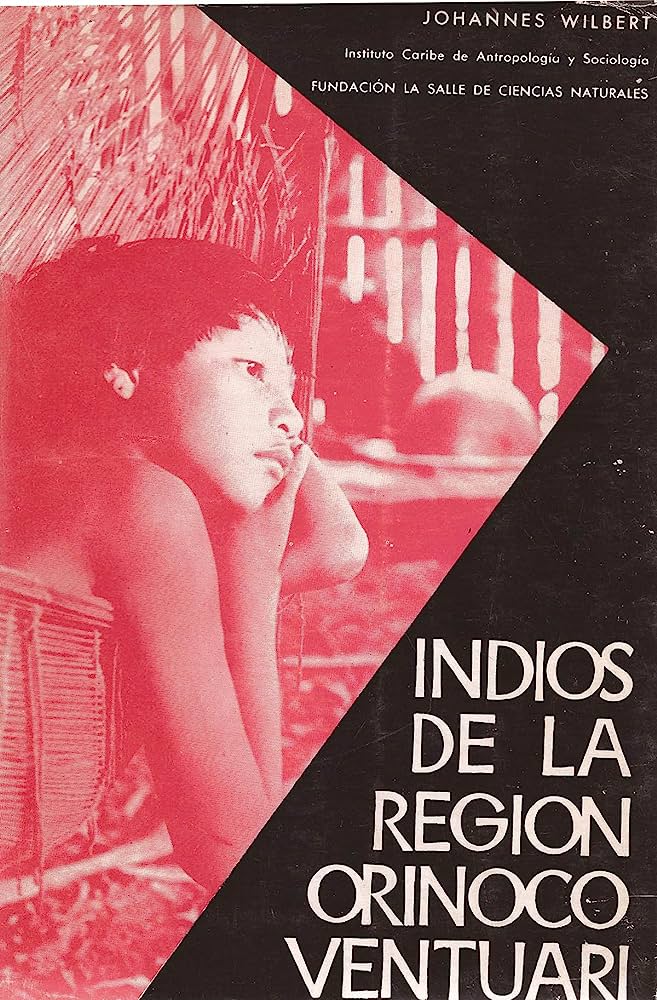 JOHANNES WILBERT
Instituto Caribe de Antropología y Sociología
FUNDACIÓN LA SALLE DE CIENCIAS NATURALES
INDIOS
DE LA
REGION
ORINOCO
VENTUARI